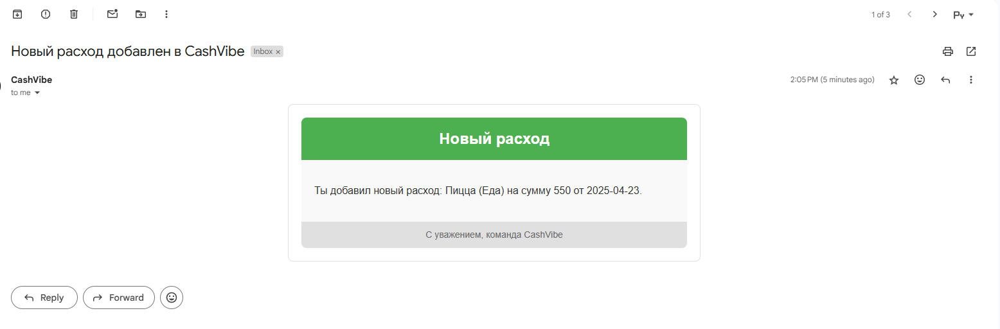 1 of 3
Ру
Новый расход добавлен в CashVibe Inbox ×
CashVibe
2:05 PM (5 minutes ago)
to me
Новый расход
Ты добавил новый расход: Пицца (Еда) на сумму 550 от 2025-04-23.
С уважением, команда CashVibe
Reply
Forward